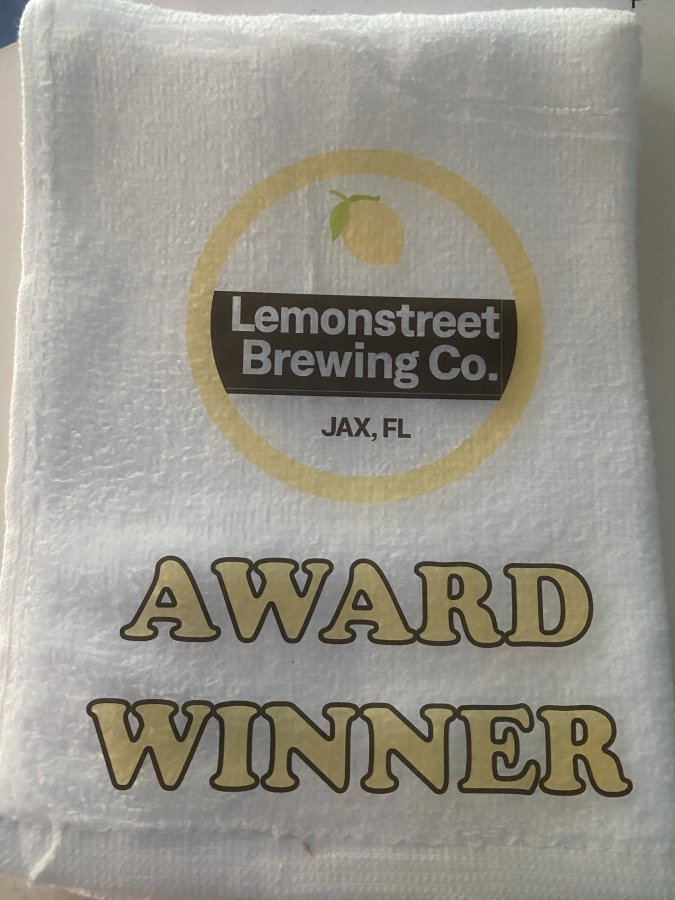 Lemonstreet
Brewing Co.
JAX, FL
AWARD
WINNER